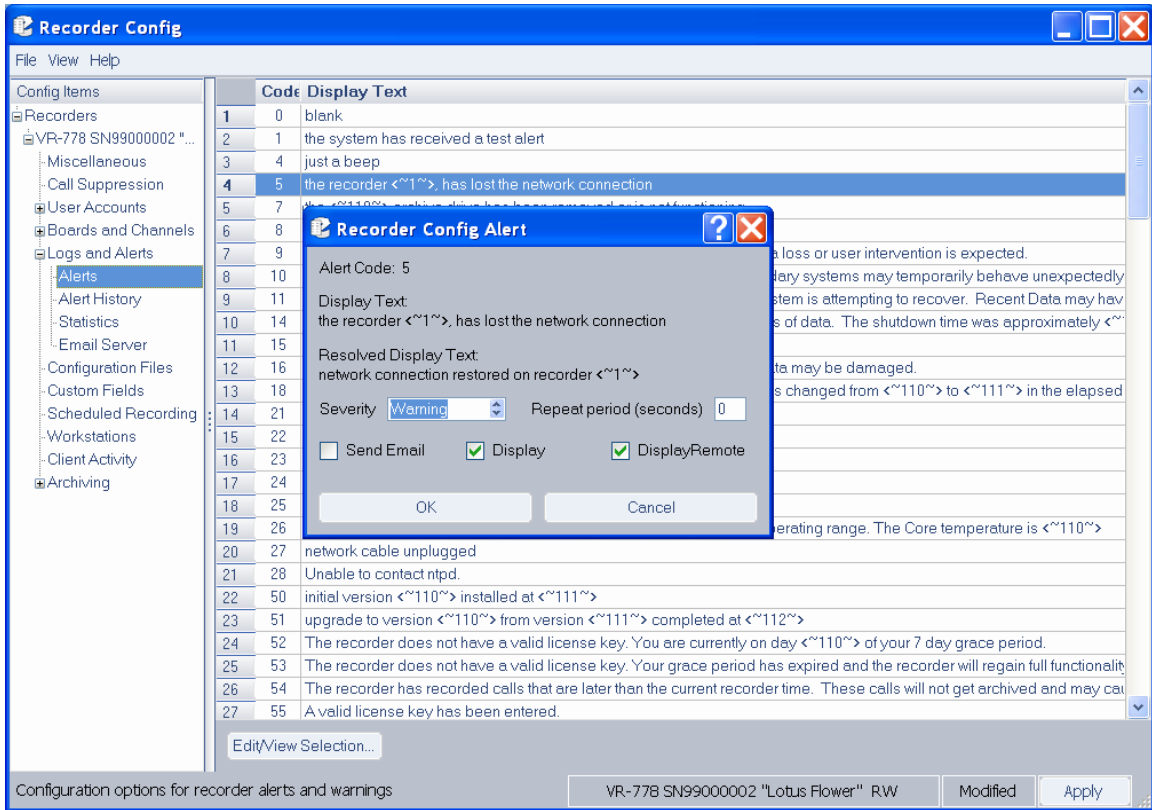 Recorder Config
File View Help
Config Items
Recorders
VR-778 SN99000002 "...
Miscellaneous
Call Suppression
User Accounts
Boards and Channels
Logs and Alerts
Alerts
Alert History
Statistics
Email Server
Configuration Files
Custom Fields
Scheduled Recording
Workstations
Client Activity
Archiving
Code Display Text
1 0 blank
2 1 the system has received a test alert
3 4 just a beep
4 5 the recorder <~1~>, has lost the network connection
5 7 the <~110~> archive drive has been removed or is not functioning
6 8
7 9 a loss or user intervention is expected.
8 10 dary systems may temporarily behave unexpectedly
9 11 stem is attempting to recover. Recent Data may hav
10 14 s of data. The shutdown time was approximately <~
11 15
12 16 ta may be damaged.
13 18 s changed from <~110~> to <~111~> in the elapsed
14 21
15 22
16 23
17 24
18 25
19 26 perating range. The Core temperature is <~110~>
20 27 network cable unplugged
21 28 Unable to contact ntpd.
22 50 initial version <~110~> installed at <~111~>
23 51 upgrade to version <~110~> from version <~111~> completed at <~112~>
24 52 The recorder does not have a valid license key. You are currently on day <~110~> of your 7 day grace period.
25 53 The recorder does not have a valid license key. Your grace period has expired and the recorder will regain full functionalit
26 54 The recorder has recorded calls that are later than the current recorder time. These calls will not get archived and may cau
27 55 A valid license key has been entered.
Recorder Config Alert
Alert Code: 5
Display Text:
the recorder <~1~>, has lost the network connection
Resolved Display Text:
network connection restored on recorder <~1~>
Severity Warning Repeat period (seconds) 0
Send Email Display DisplayRemote
OK Cancel
Edit/View Selection...
Configuration options for recorder alerts and warnings VR-778 SN99000002 "Lotus Flower" RW Modified Apply